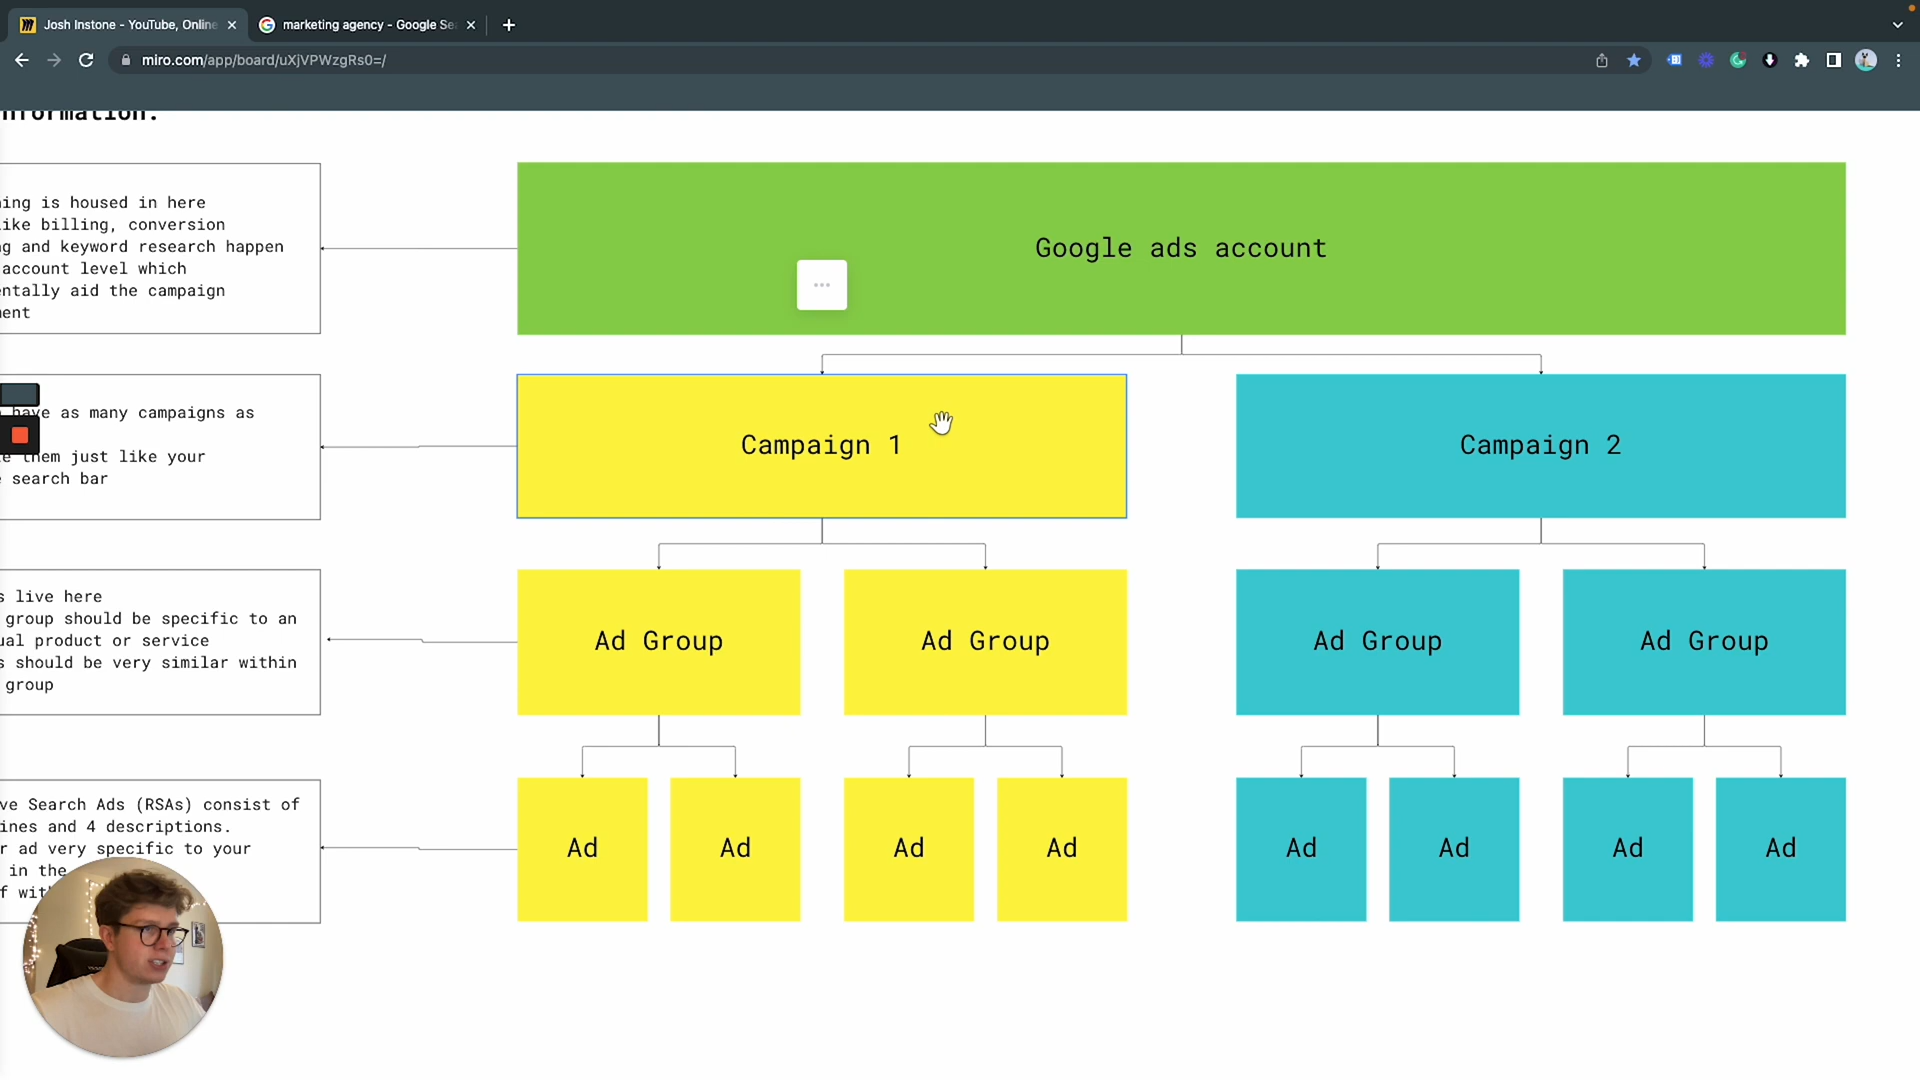 Josh Instone - YouTube, Online
marketing agency - Google Se
miro.com/app/board/uXjVPWzgRs0=/
nformation:
ing is housed in here
ike billing, conversion
g and keyword research happen
account level which
entally aid the campaign
ment
Google ads account
have as many campaigns as
e them just like your
search bar
Campaign 1
Campaign 2
s live here
group should be specific to an
ual product or service
s should be very similar within
group
Ad Group
Ad Group
Ad Group
Ad Group
ve Search Ads (RSAs) consist of
ines and 4 descriptions.
r ad very specific to your
in the
f wit
Ad
Ad
Ad
Ad
Ad
Ad
Ad
Ad